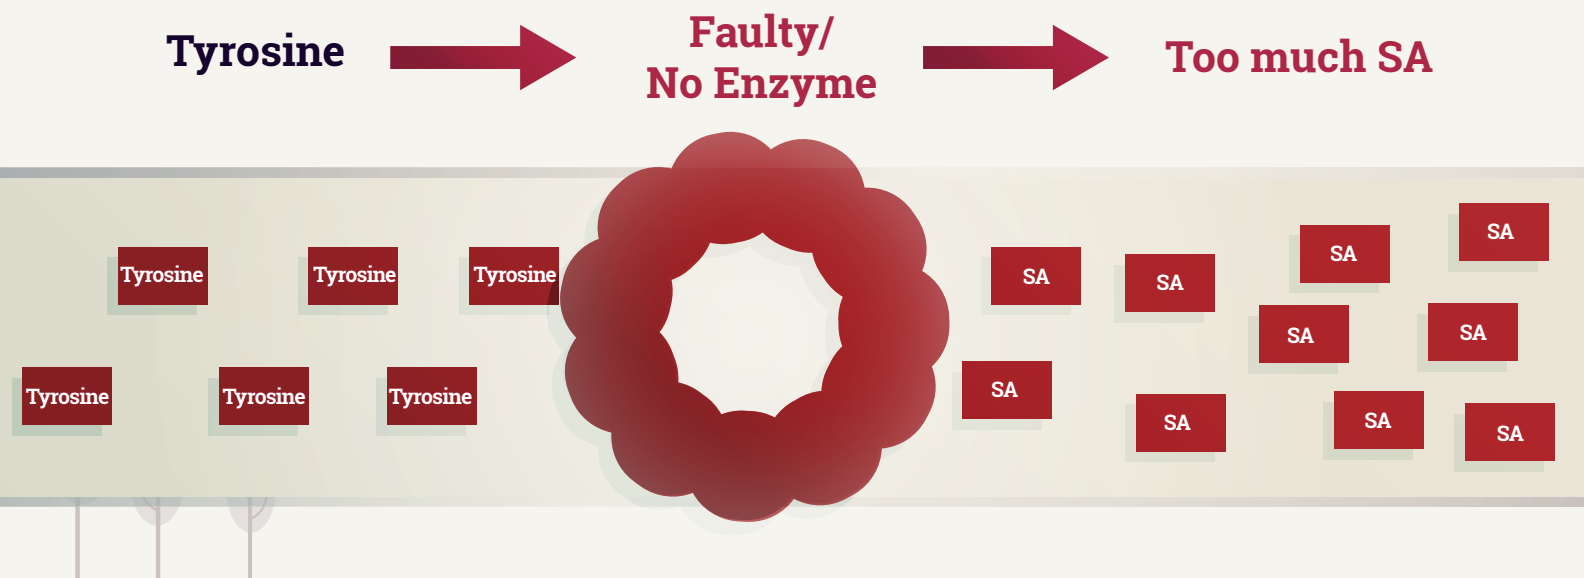 Tyrosine
Faulty/
No Enzyme
Too much SA
Tyrosine
Tyrosine
Tyrosine
Tyrosine
Tyrosine
Tyrosine
SA
SA
SA
SA
SA
SA
SA
SA
SA
SA